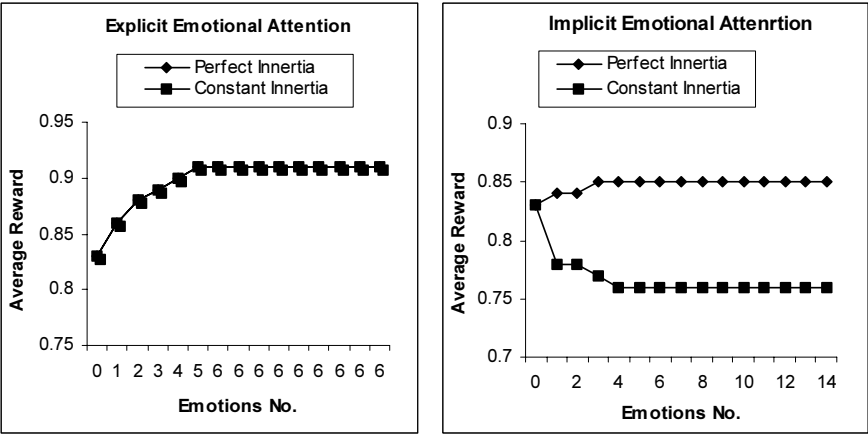 Explicit Emotional Attention
Perfect Innertia
Constant Innertia
0.95
0.9
0.85
0.8
0.75
Average Reward
0 1 2 3 4 5 6 6 6 6 6 6 6 6 6
Emotions No.
Implicit Emotional Attenrtion
Perfect Innertia
Constant Innertia
0.9
0.85
0.8
0.75
0.7
Average Reward
0 2 4 6 8 10 12 14
Emotions No.